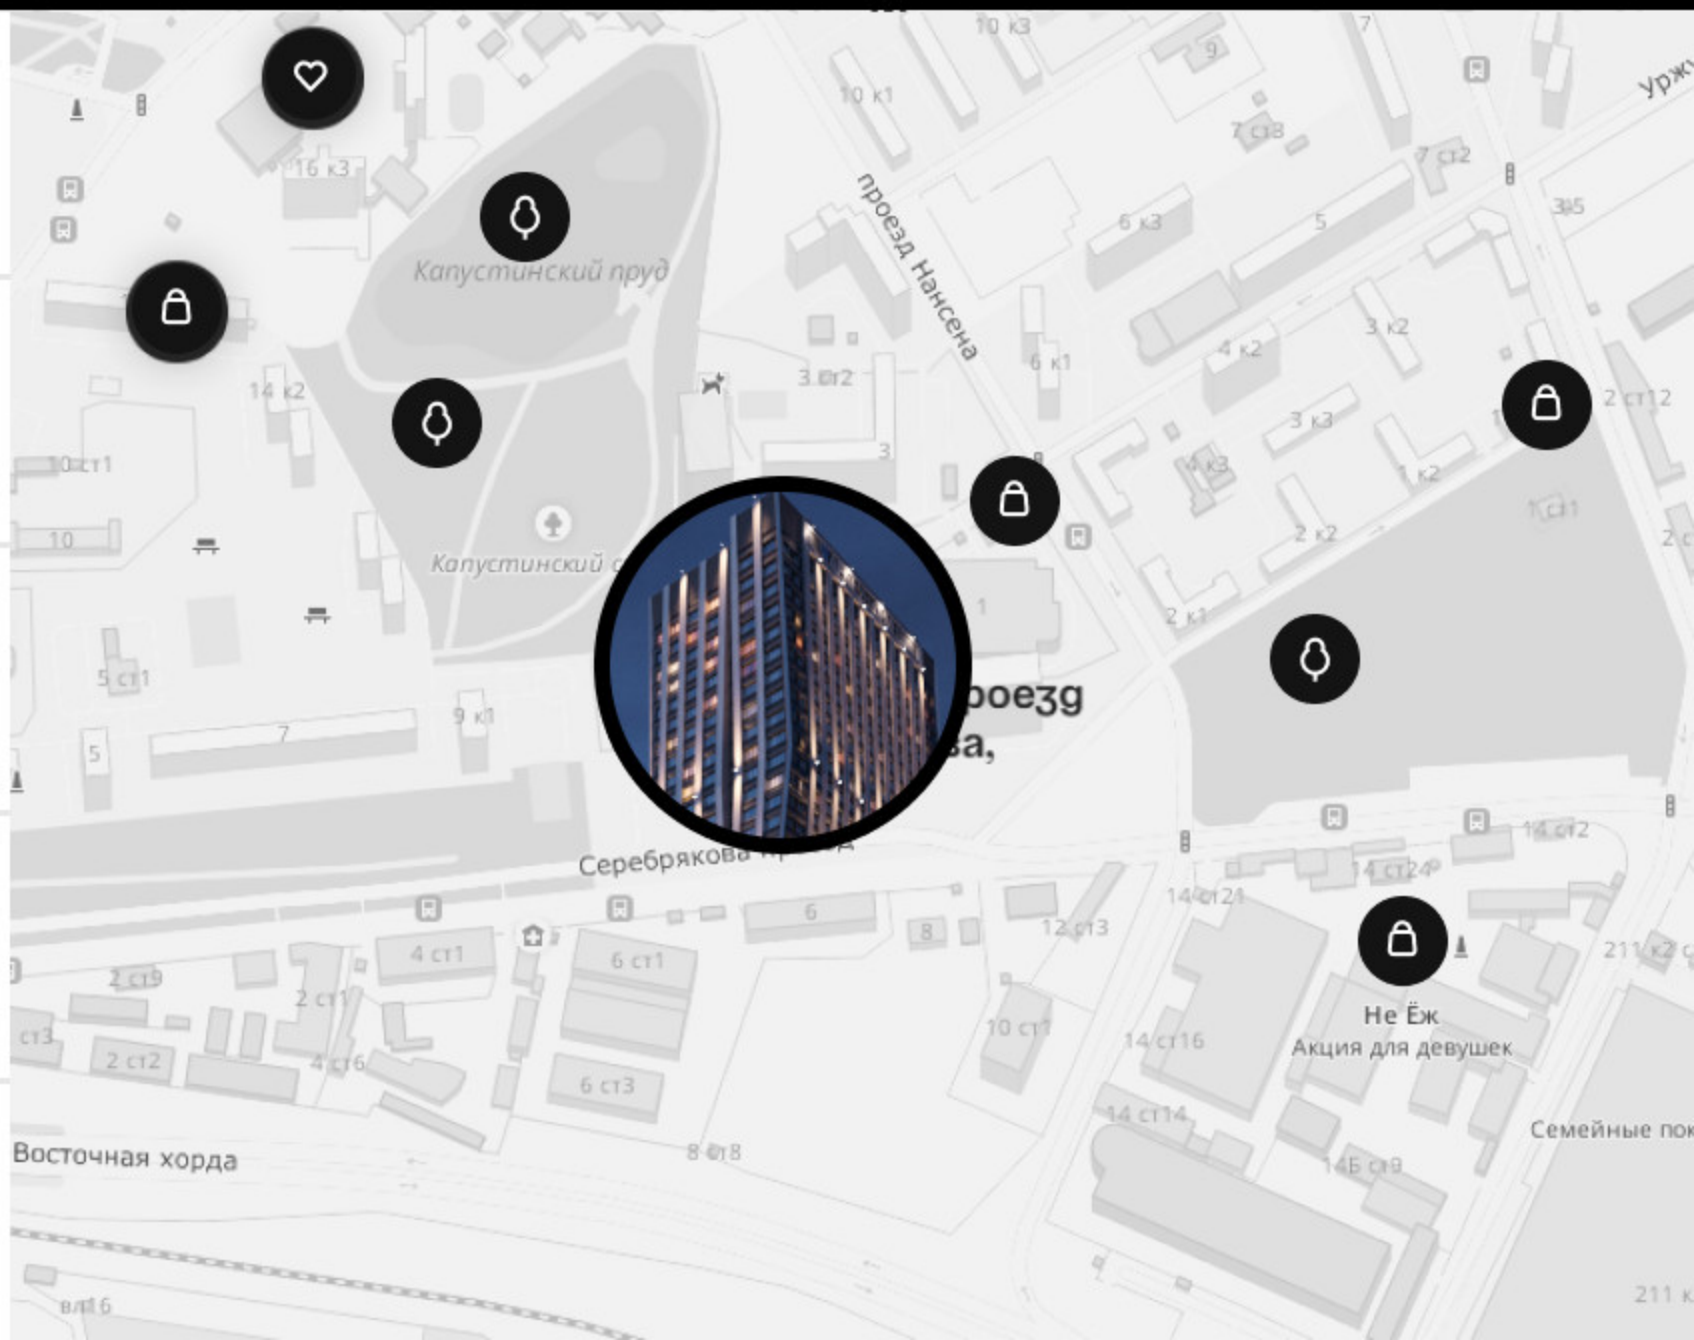 10 к3
7
9
Уржу
10 к1
7 ст3
7 ст2
16 к3
проезд Нансена
6 к3
5
Капустинский пруд
3 к2
4 к2
6 к1
3 ст2
14 к2
2 ст12
3 к3
3
10 ст1
4 к3
1 к2
1 ст1
10
2 к2
Капустинский с
1
2 к1
5 ст1
роезд
9 к1
7
5
ва,
14 ст2
Серебрякова проезд
14 ст24
14 ст21
6
8
12 ст3
4 ст1
6 ст1
211 к2 с
2 ст9
2 ст1
Не Ёж
10 ст1
ст3
14 ст16
Акция для девушек
2 ст2
4 ст6
6 ст3
14 ст14
Семейные пок
8 ст8
Восточная хорда
14Б ст9
211 к
вл16